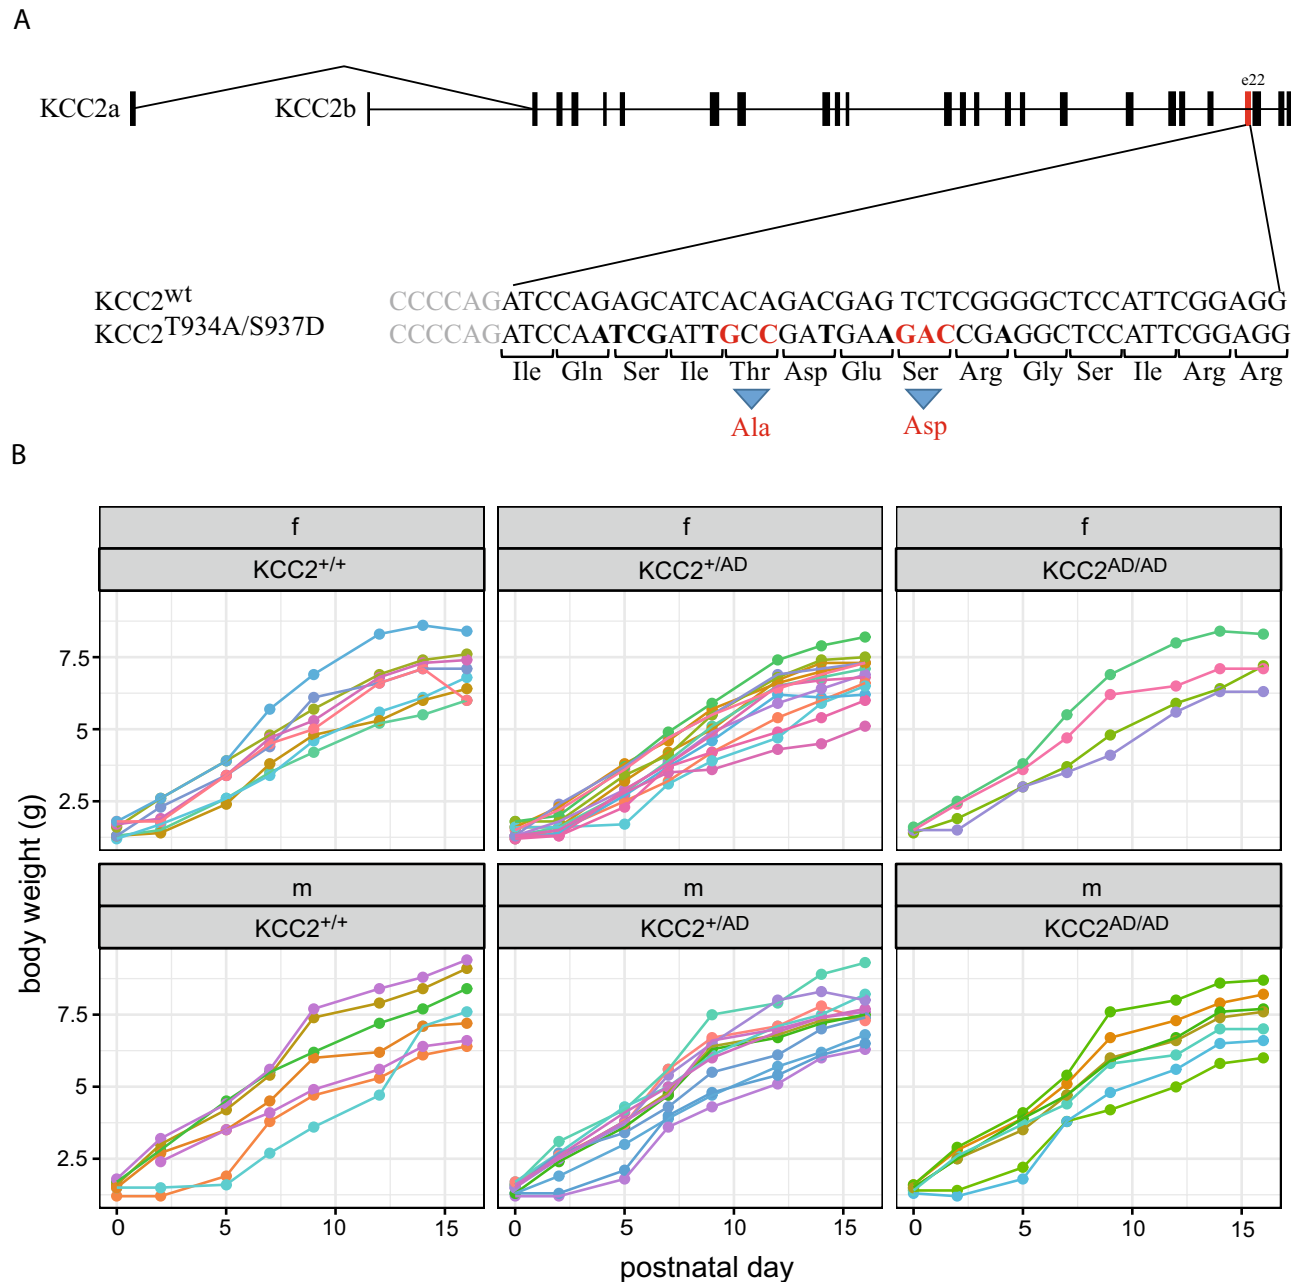 A
e22
KCC2a KCC2b
KCC2wt CCCCAGATCCAGAGCATCACAGACGAG TCTCGGGGCTCCATTCGGAGG
KCC2T934A/S937D CCCCAGATCCAATCGATTGCCGATGAAGACCGAGGCTCCATTCGGAGG
Ile Gln Ser Ile Thr Asp Glu Ser Arg Gly Ser Ile Arg Arg
Ala Asp
B
f f f
KCC2+/+ KCC2+/AD KCC2AD/AD
7.5
5
2.5
m m m
KCC2+/+ KCC2+/AD KCC2AD/AD
7.5
5
2.5
body weight (g)
0 5 10 15 0 5 10 15 0 5 10 15
postnatal day